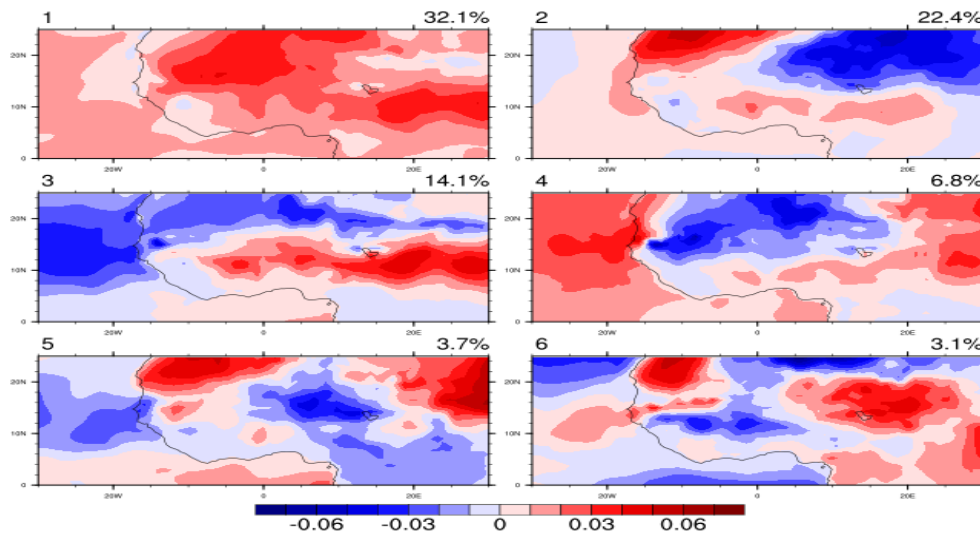 1 32.1% 2 22.4%
20N 20N
10N 10N
0 0
20W 0 20E 20W 0 20E
3 14.1% 4 6.8%
20N 20N
10N 10N
0 0
20W 0 20E 20W 0 20E
5 3.7% 6 3.1%
20N 20N
10N 10N
0 0
20W 0 20E 20W 0 20E
-0.06 -0.03 0 0.03 0.06